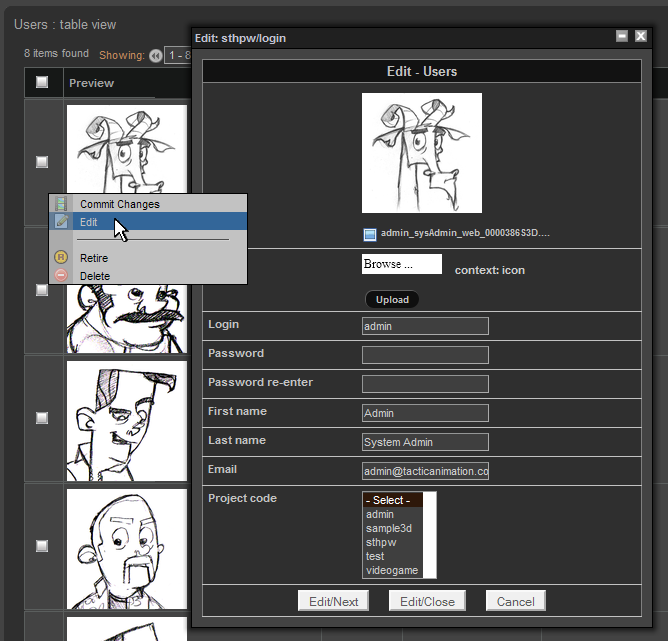 Users : table view
8 items found Showing: 1 - 8
Preview
Commit Changes
Edit
Retire
Delete
Edit: sthpw/login
Edit - Users
admin_sysAdmin_web_0000386S3D....
Browse ...
context: icon
Upload
Login
admin
Password
Password re-enter
First name
Admin
Last name
System Admin
Email
admin@tacticanimation.co
Project code
- Select -
admin
sample3d
sthpw
test
videogame
Edit/Next
Edit/Close
Cancel